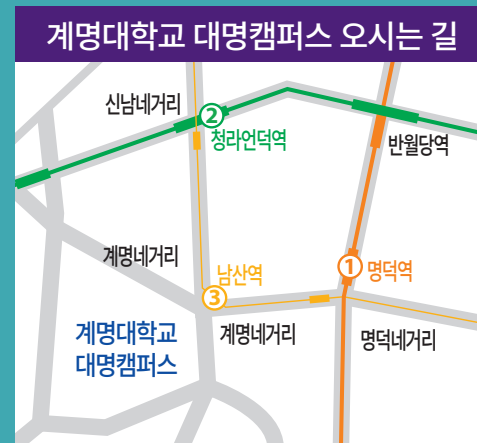 계명대학교 대명캠퍼스 오시는 길
신남네거리
②
청라언덕역
반월당역
계명네거리
남산역
③
① 명덕역
계명대학교
대명캠퍼스
계명네거리
명덕네거리